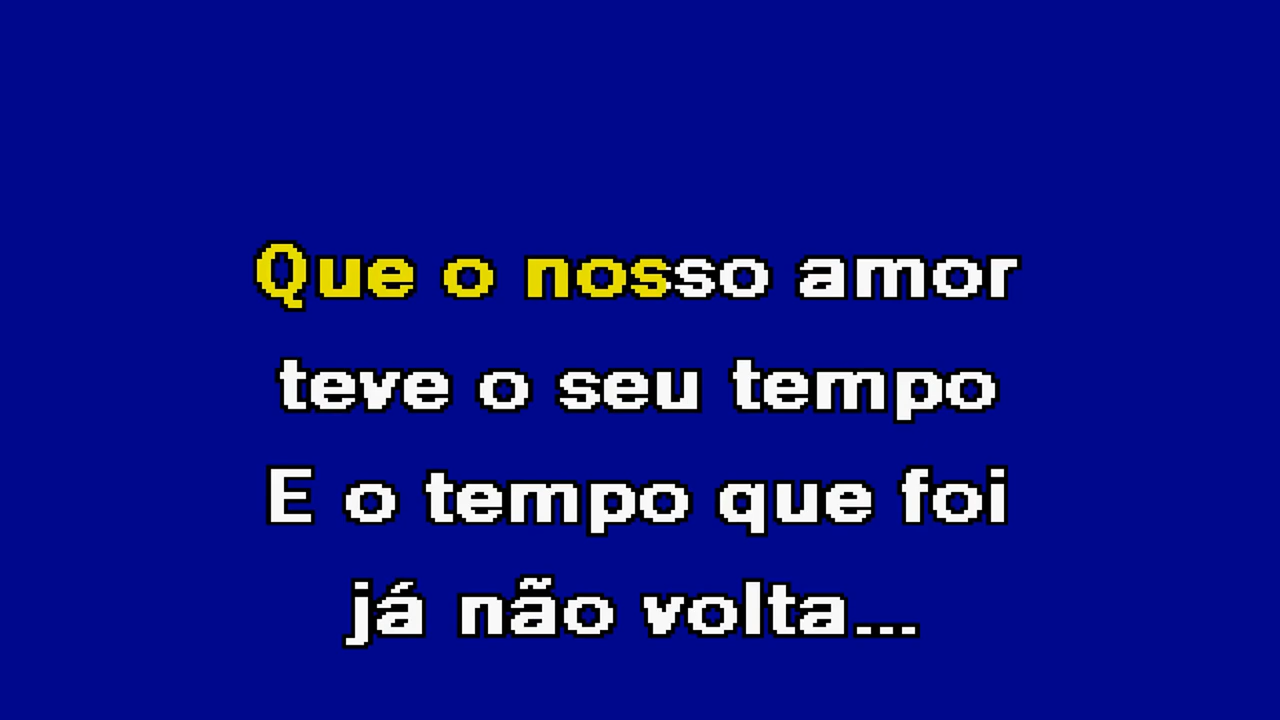 Que o nosso amor
teve o seu tempo
E o tempo que foi
já não volta...